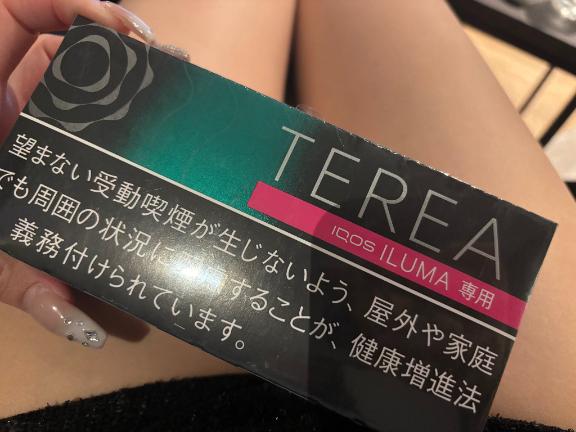 TEREA
IQOS ILUMA 専用
望まない受動喫煙が生じないよう、屋外や家庭
でも周囲の状況に配慮することが、健康増進法
義務付けられています。